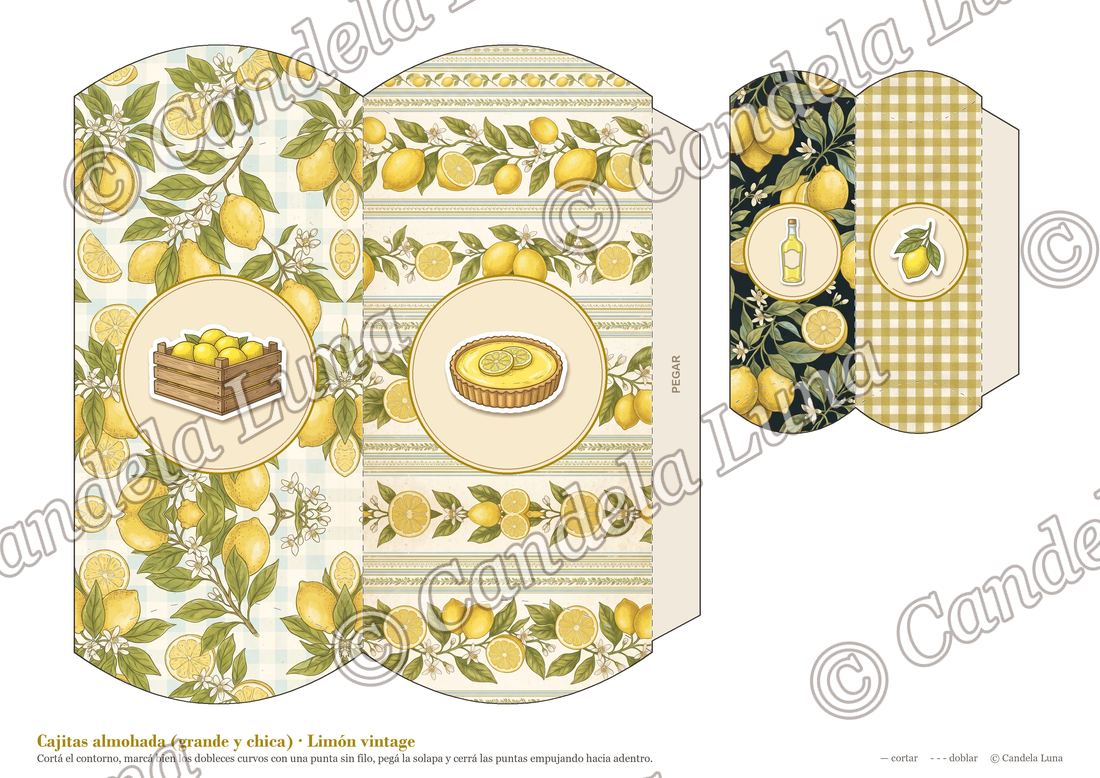 © Candela Luna
© Candela Luna
© Candela Luna
© Candela Luna
PEGAR
Cajitas almohada (grande y chica) · Limón vintage
Cortá el contorno, marcá bien los dobleces curvos con una punta sin filo, pegá la solapa y cerrá las puntas empujando hacia adentro.
— cortar - - - doblar © Candela Luna